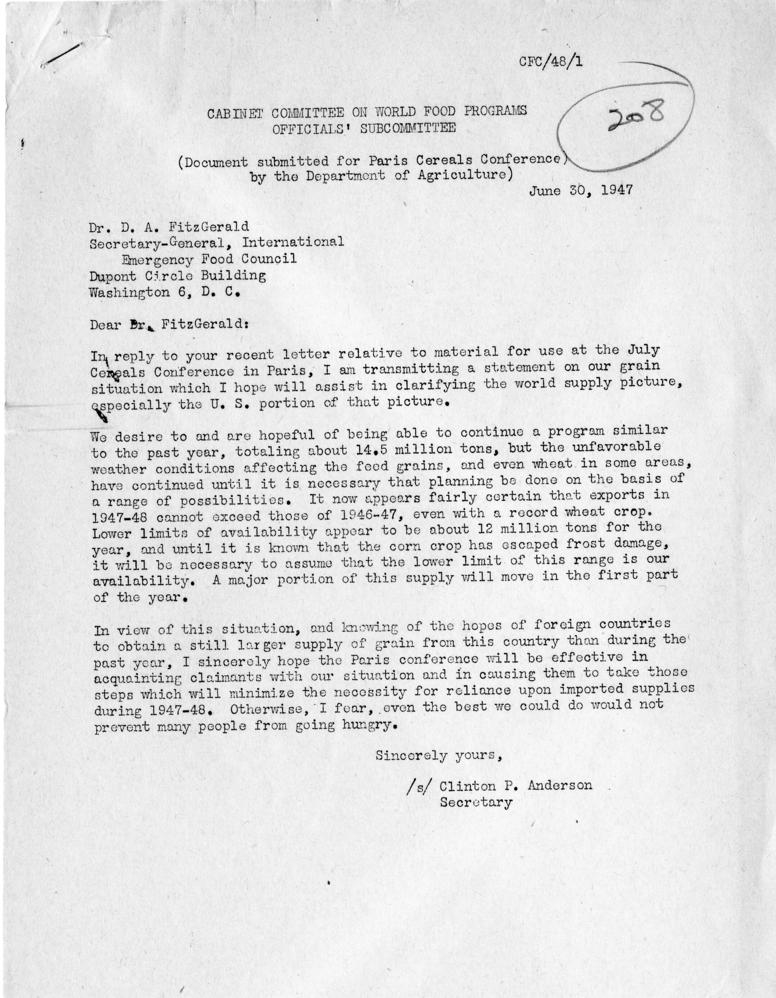 CFC/48/1
208
CABINET COMMITTEE ON WORLD FOOD PROGRAMS
OFFICIALS' SUBCOMMITTEE
(Document submitted for Paris Cereals Conference)
by the Department of Agriculture)
June 30, 1947
Dr. D. A. FitzGerald
Secretary-General, International
Emergency Food Council
Dupont Circle Building
Washington 6, D. C.
Dear Dr. FitzGerald:
In reply to your recent letter relative to material for use at the July
Cereals Conference in Paris, I am transmitting a statement on our grain
situation which I hope will assist in clarifying the world supply picture,
especially the U. S. portion of that picture.
We desire to and are hopeful of being able to continue a program similar
to the past year, totaling about 14.5 million tons, but the unfavorable
weather conditions affecting the feed grains, and even wheat in some areas,
have continued until it is necessary that planning be done on the basis of
a range of possibilities. It now appears fairly certain that exports in
1947-48 cannot exceed those of 1946-47, even with a record wheat crop.
Lower limits of availability appear to be about 12 million tons for the
year, and until it is known that the corn crop has escaped frost damage,
it will be necessary to assume that the lower limit of this range is our
availability. A major portion of this supply will move in the first part
of the year.
In view of this situation, and knowing of the hopes of foreign countries
to obtain a still larger supply of grain from this country than during the
past year, I sincerely hope the Paris conference will be effective in
acquainting claimants with our situation and in causing them to take those
steps which will minimize the necessity for reliance upon imported supplies
during 1947-48. Otherwise, I fear, even the best we could do would not
prevent many people from going hungry.
Sincerely yours,
/s/ Clinton P. Anderson
Secretary